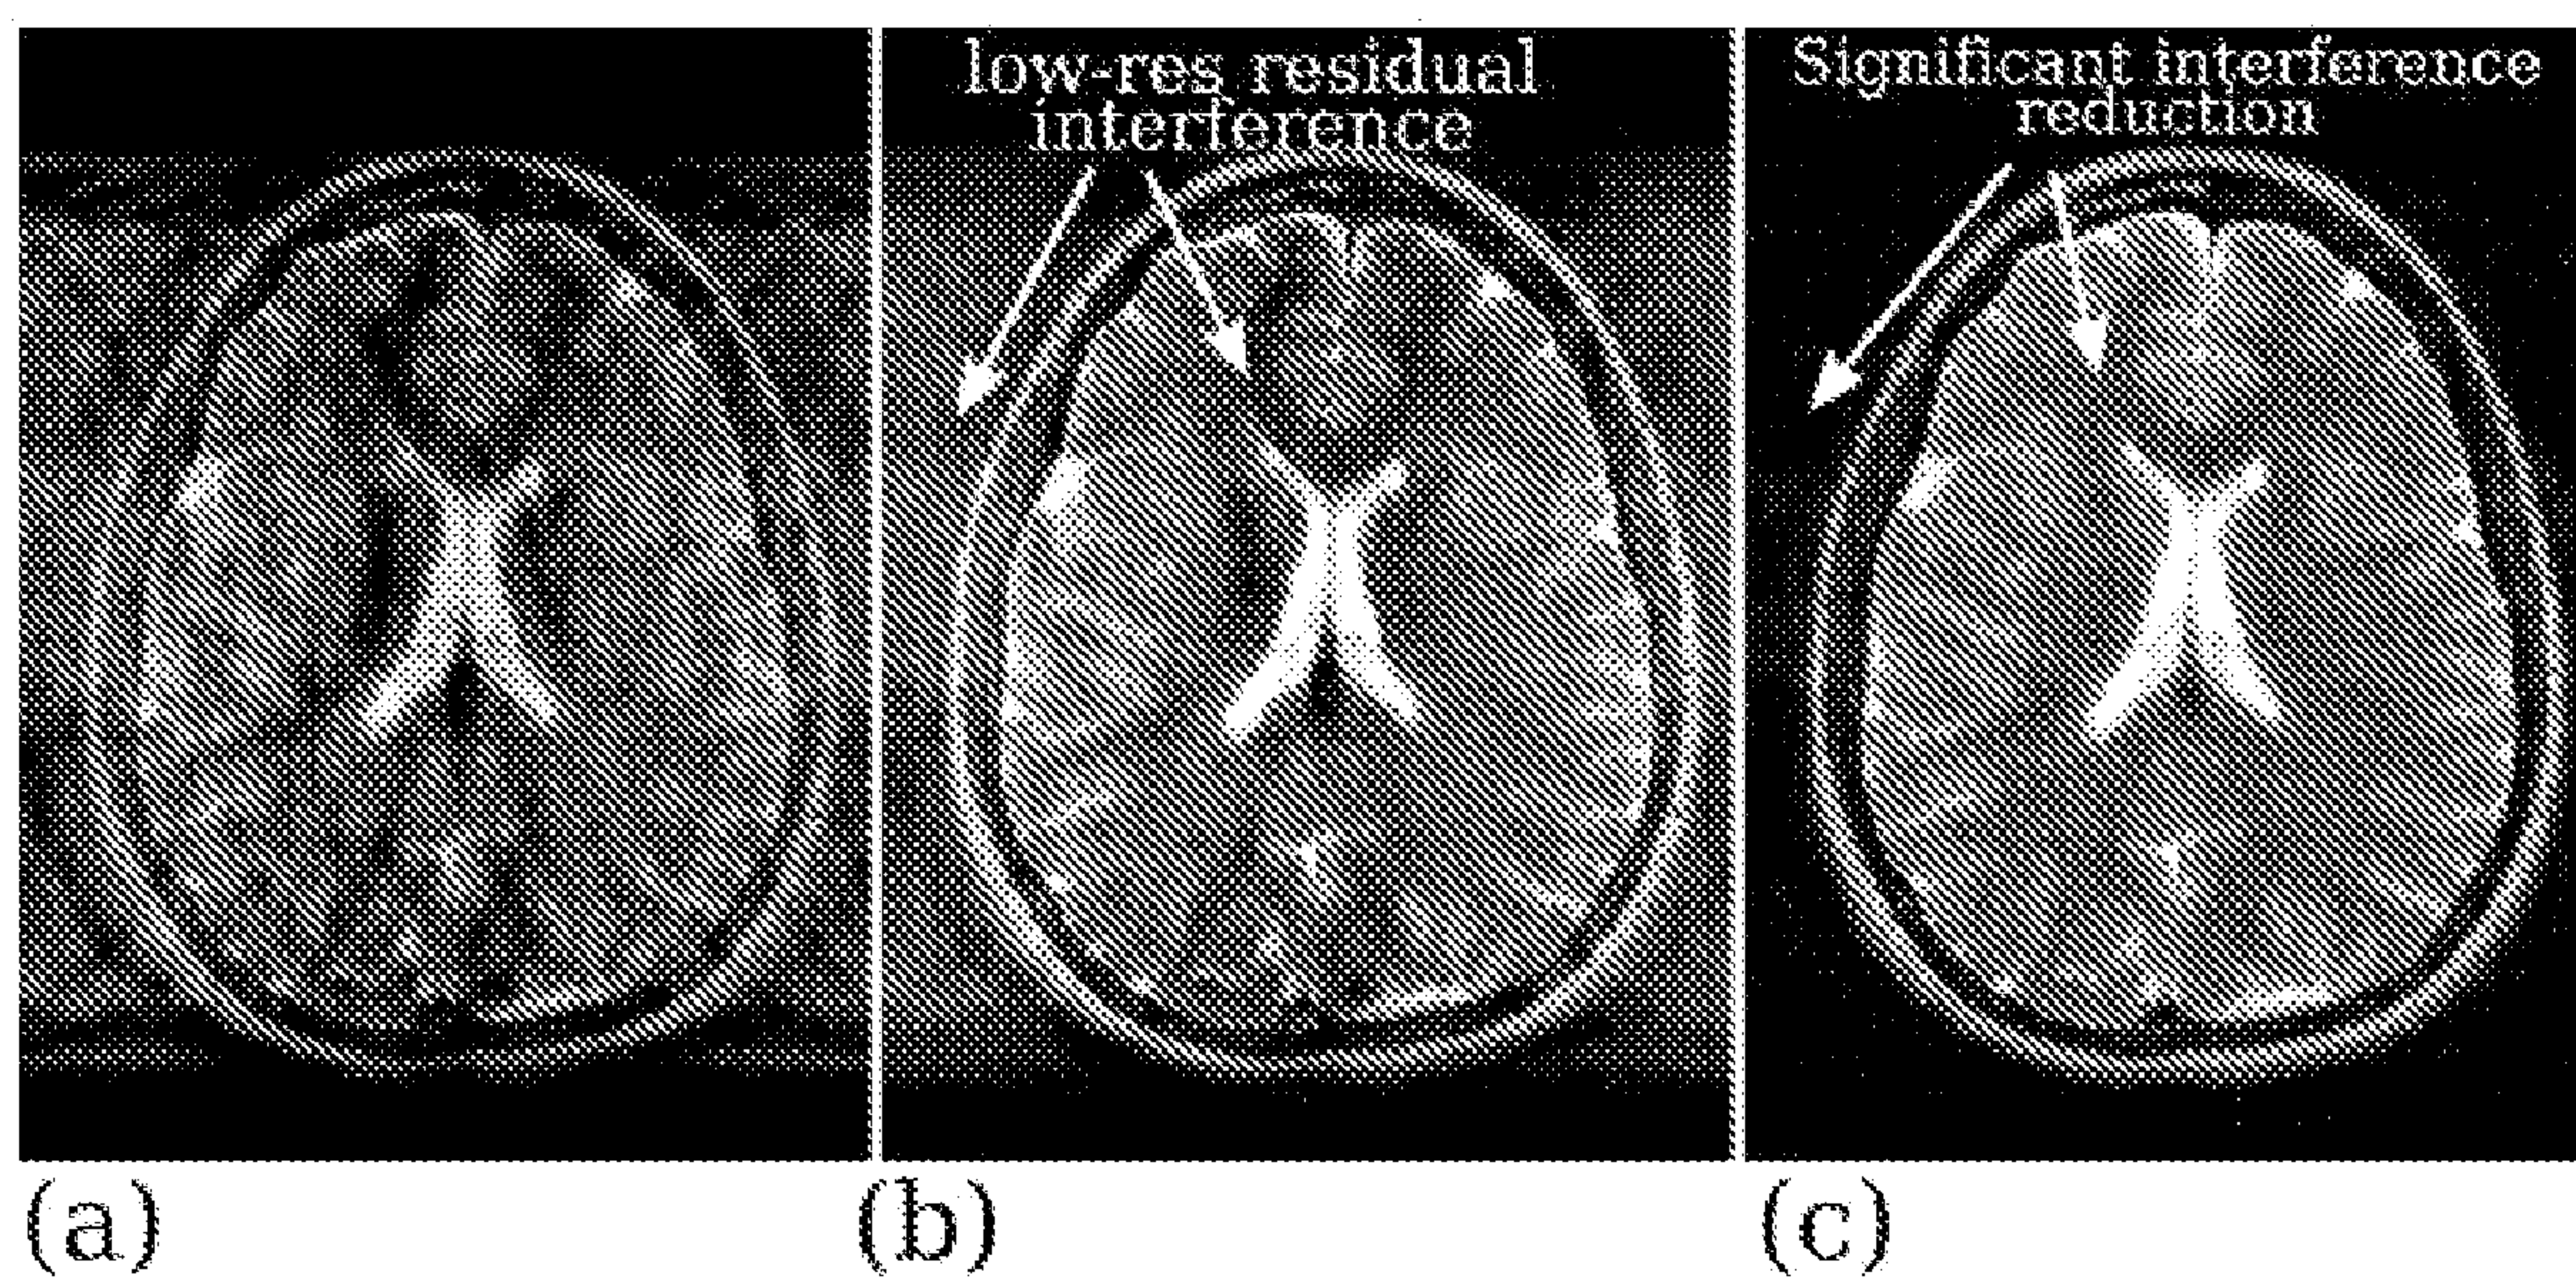 low-res residual
interference
Significant interference
reduction
(a)
(b)
(c)